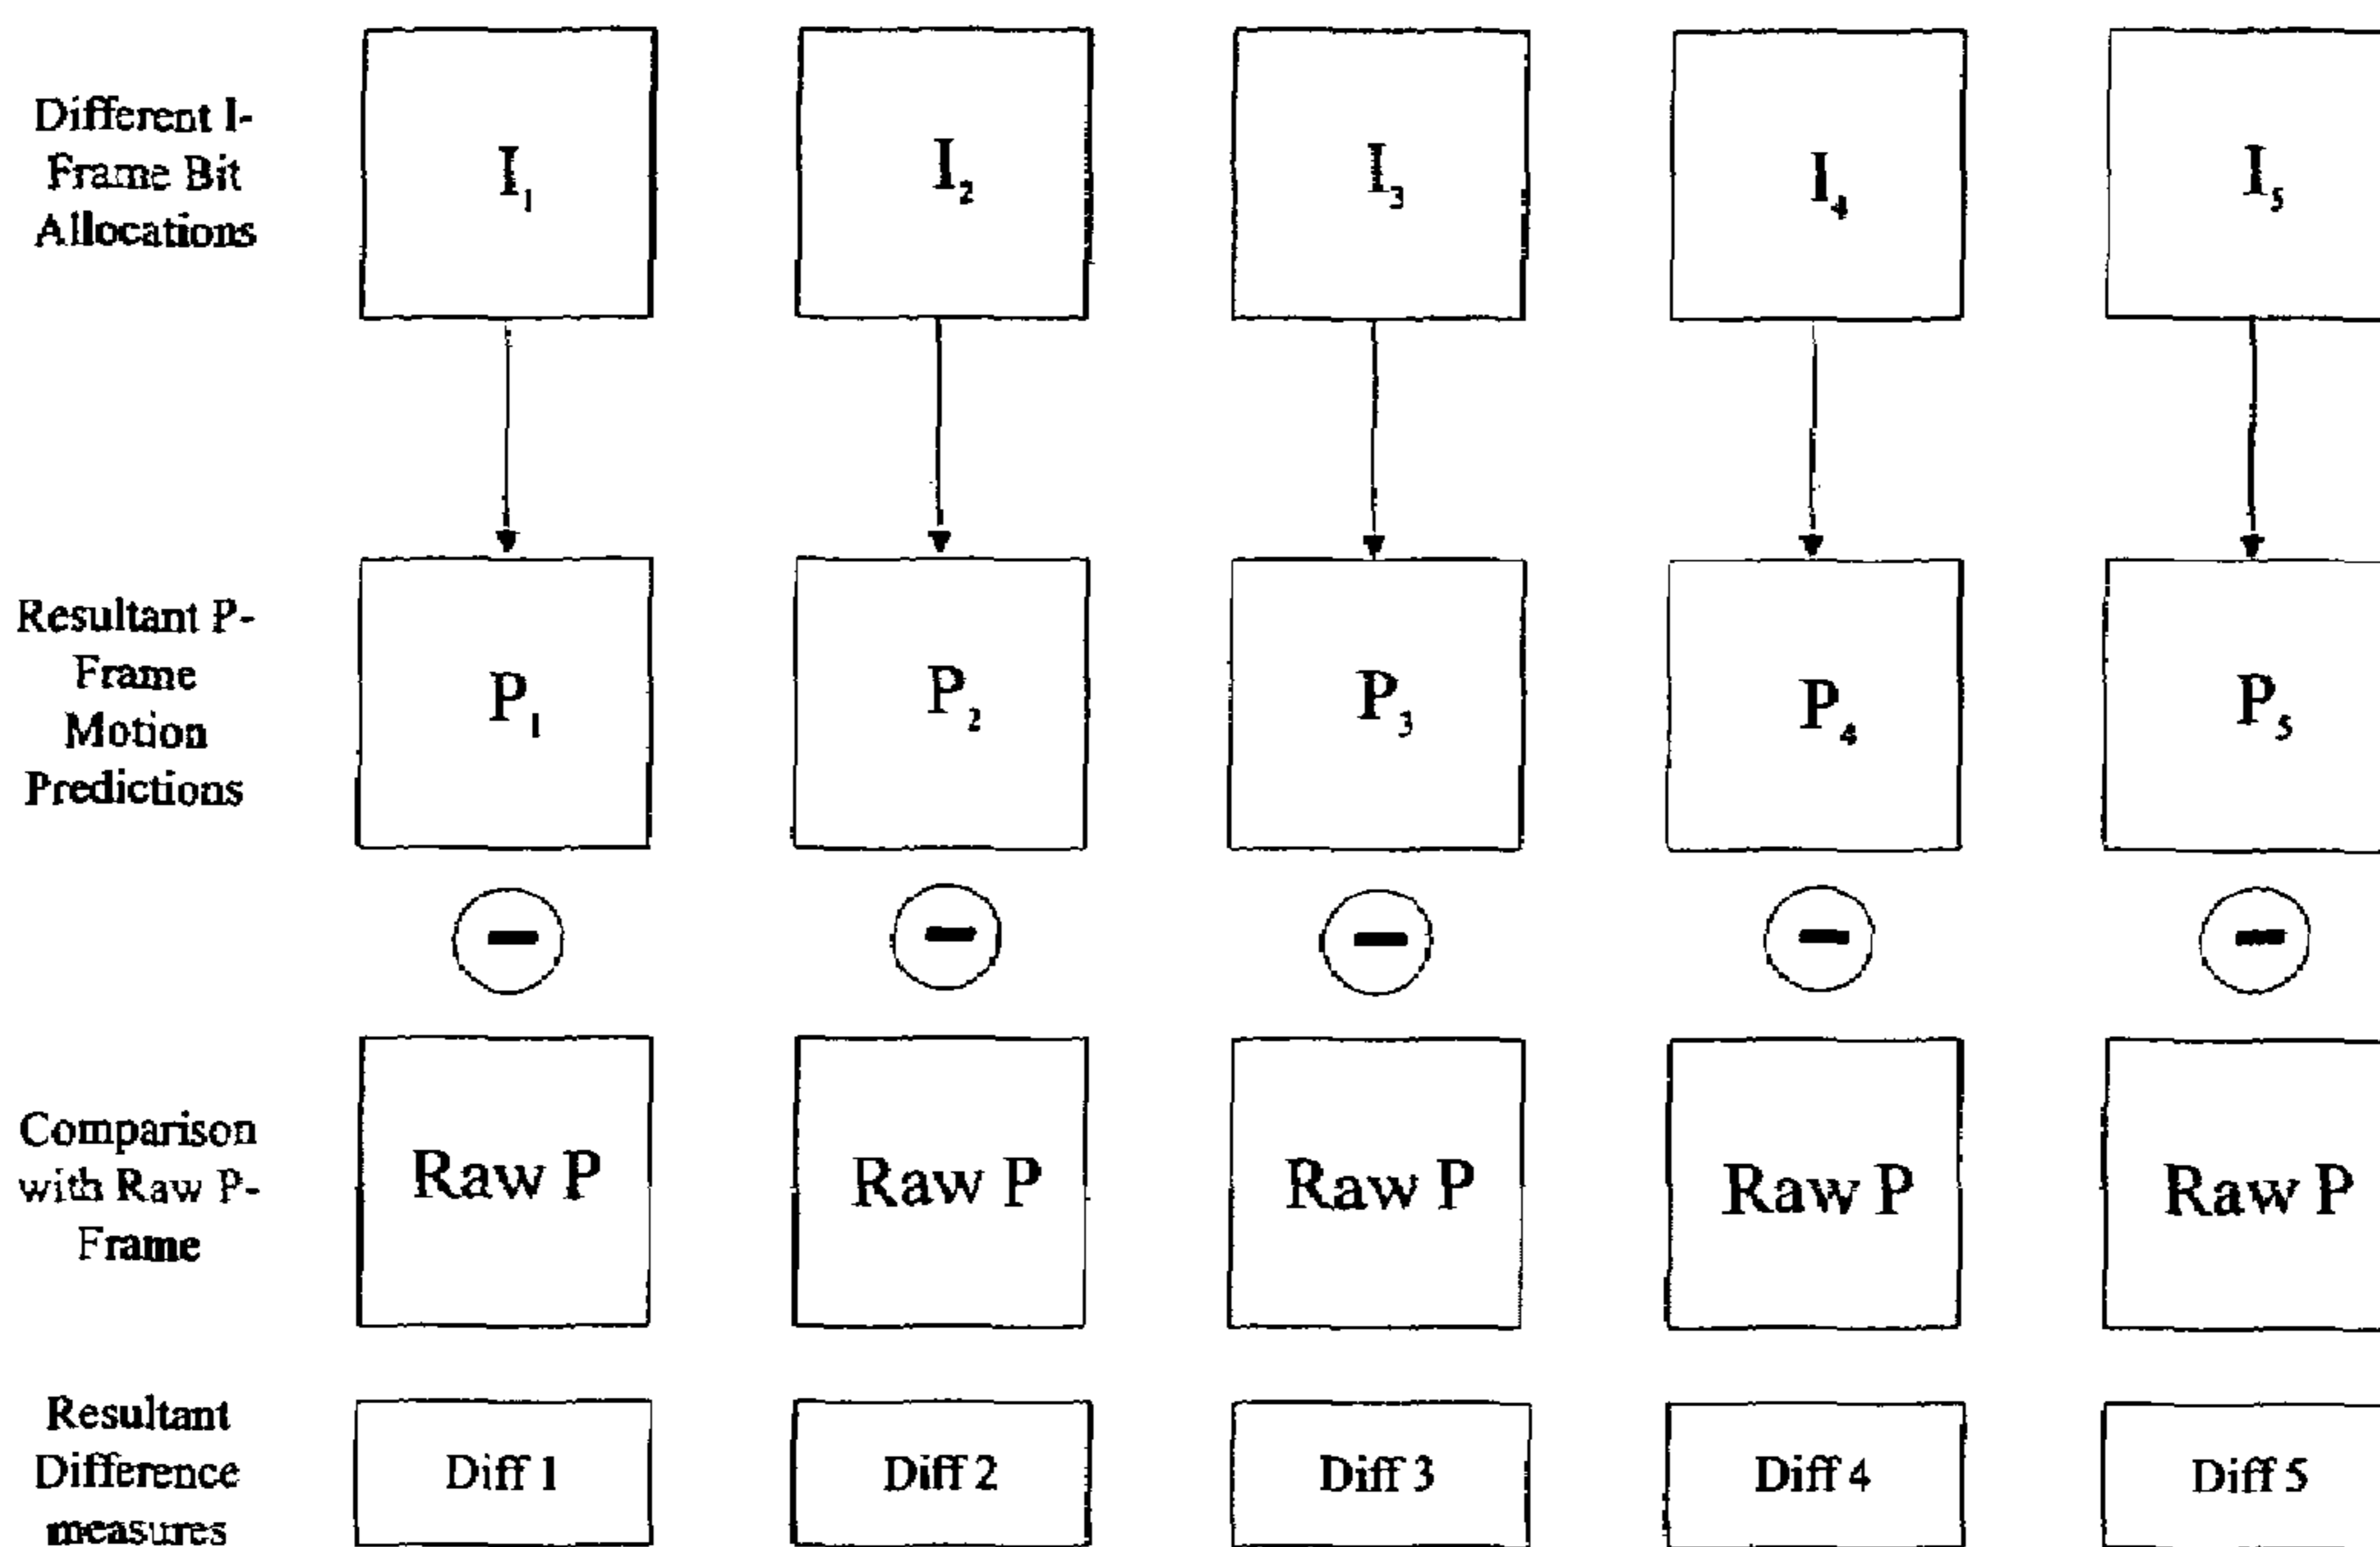 Different I-
Frame Bit
Allocations
I₁
I₂
I₃
I₄
I₅
Resultant P-
Frame
Motion
Predictions
P₁
P₂
P₃
P₄
P₅
Comparison
with Raw P-
Frame
Raw P
Raw P
Raw P
Raw P
Raw P
Resultant
Difference
measures
Diff 1
Diff 2
Diff 3
Diff 4
Diff 5